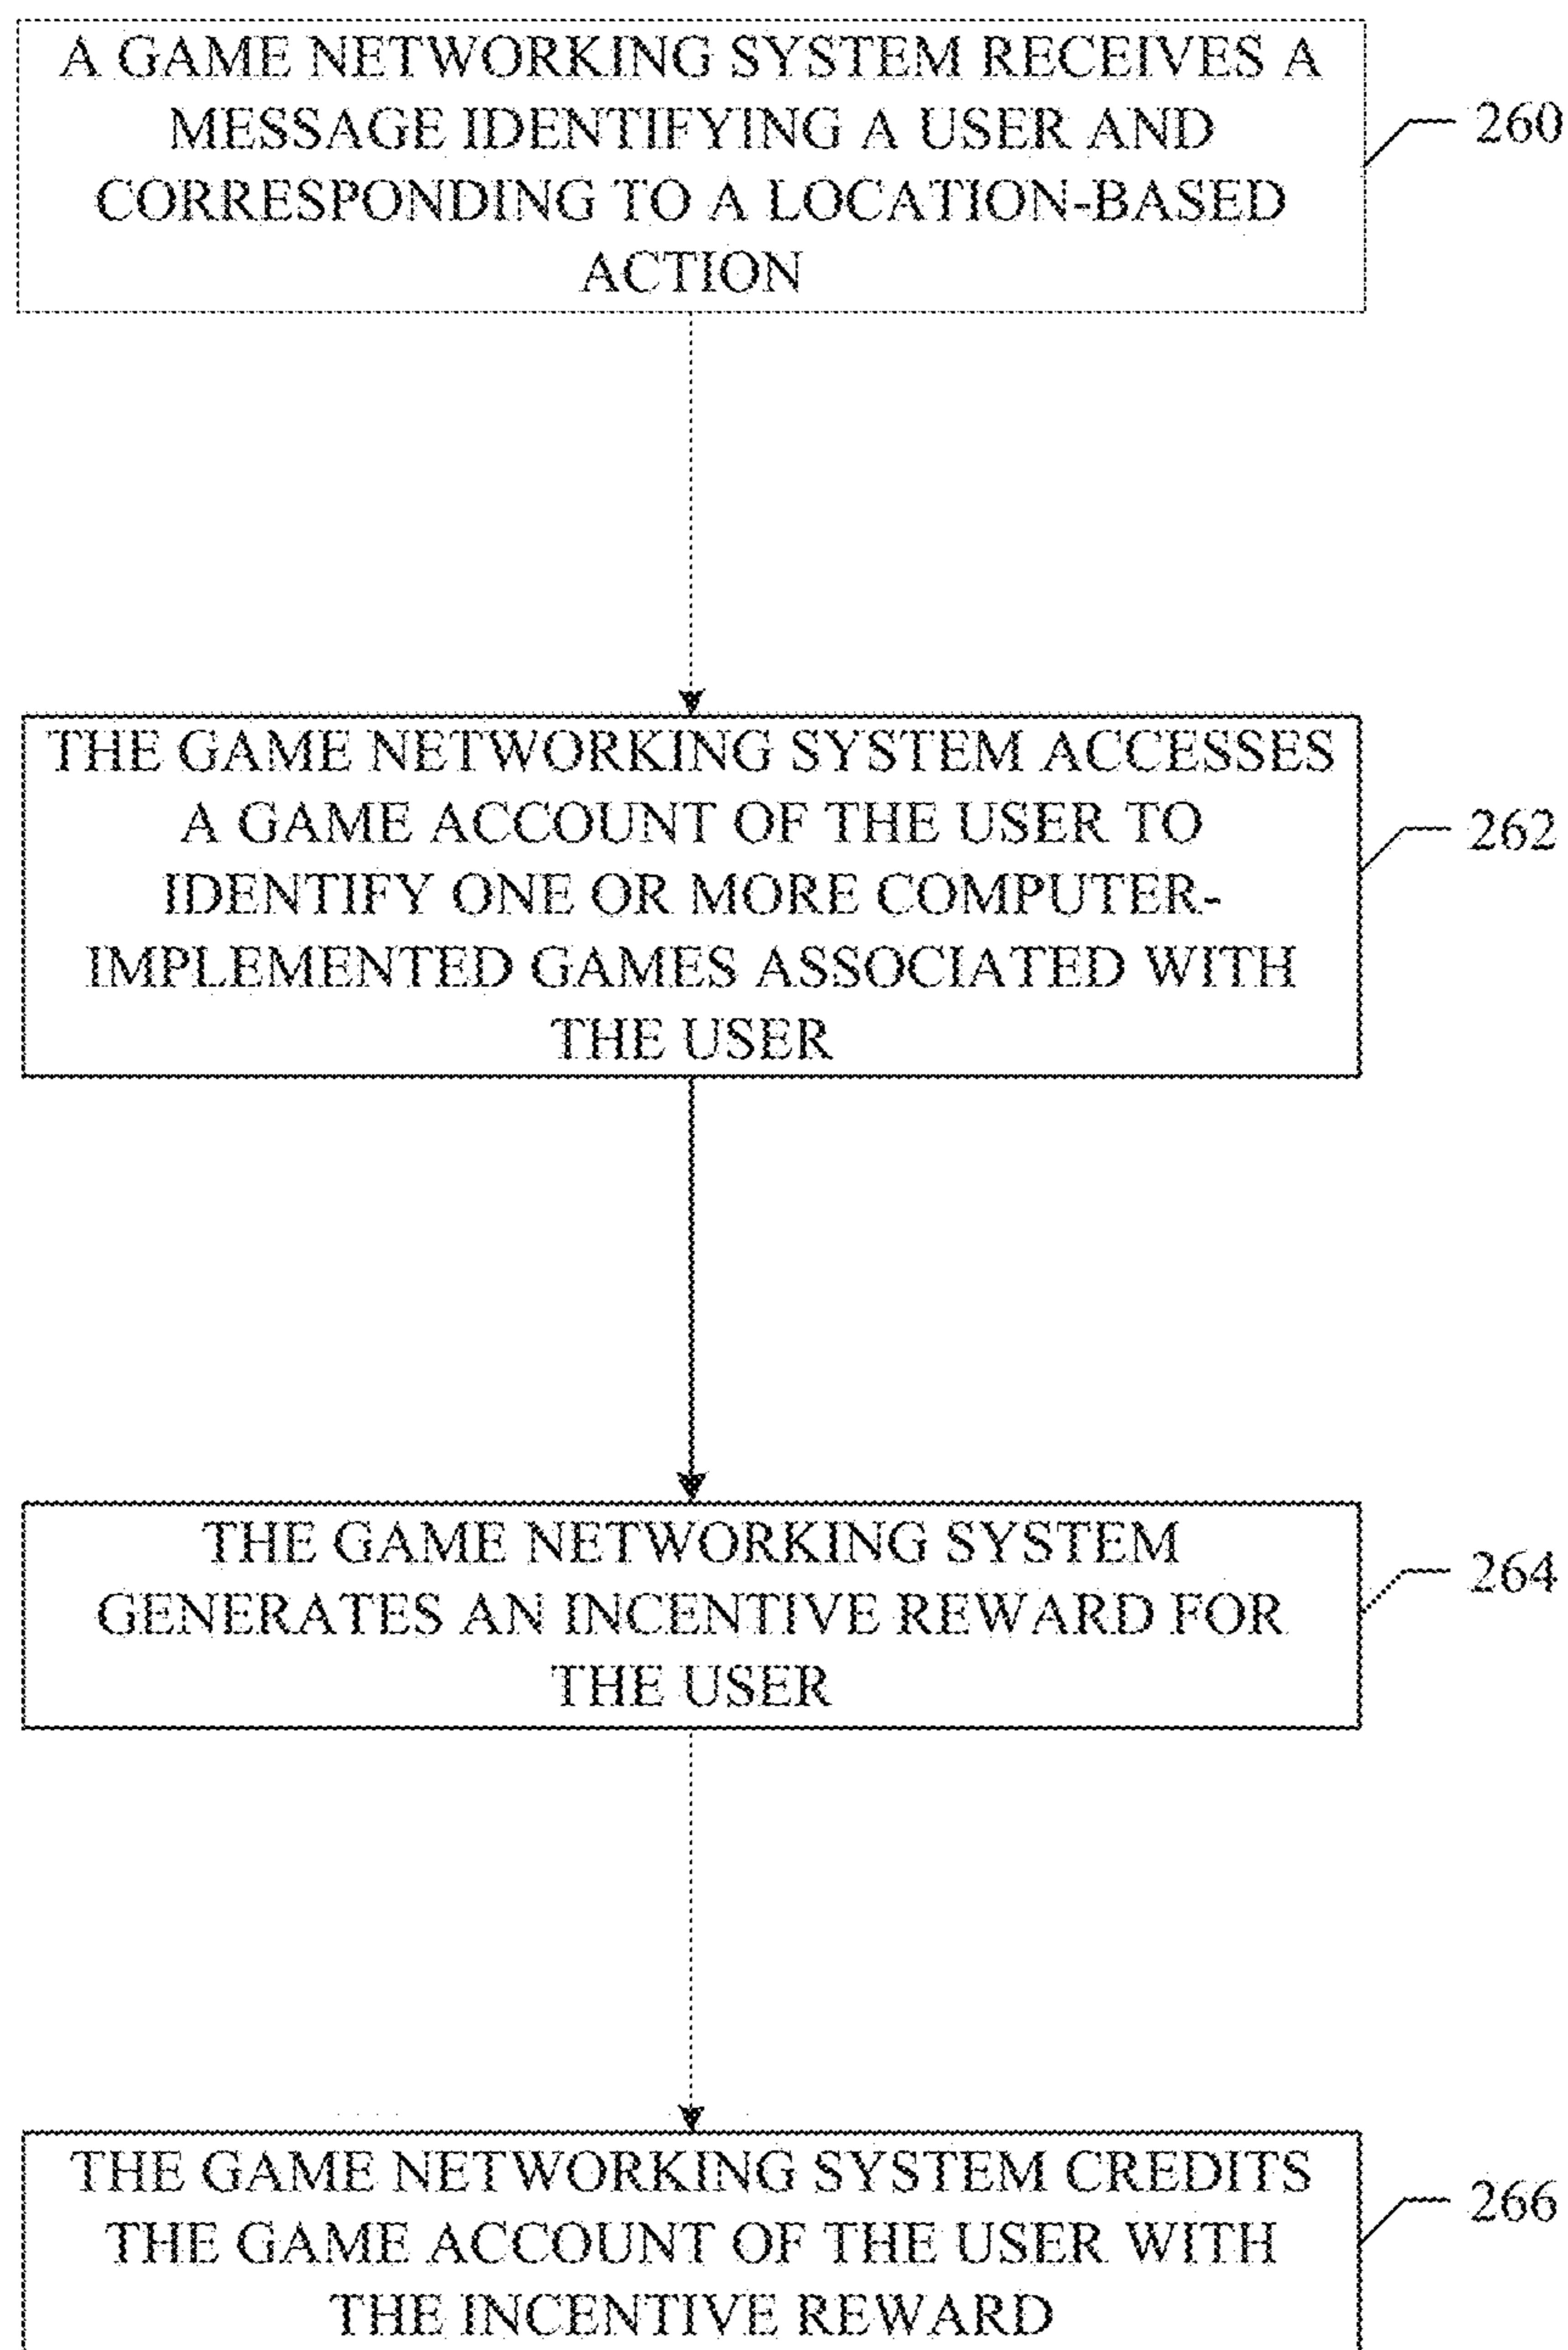 A GAME NETWORKING SYSTEM RECEIVES A
MESSAGE IDENTIFYING A USER AND
CORRESPONDING TO A LOCATION-BASED
ACTION
260
THE GAME NETWORKING SYSTEM ACCESSES
A GAME ACCOUNT OF THE USER TO
IDENTIFY ONE OR MORE COMPUTER-
IMPLEMENTED GAMES ASSOCIATED WITH
THE USER
262
THE GAME NETWORKING SYSTEM
GENERATES AN INCENTIVE REWARD FOR
THE USER
264
THE GAME NETWORKING SYSTEM CREDITS
THE GAME ACCOUNT OF THE USER WITH
THE INCENTIVE REWARD
266